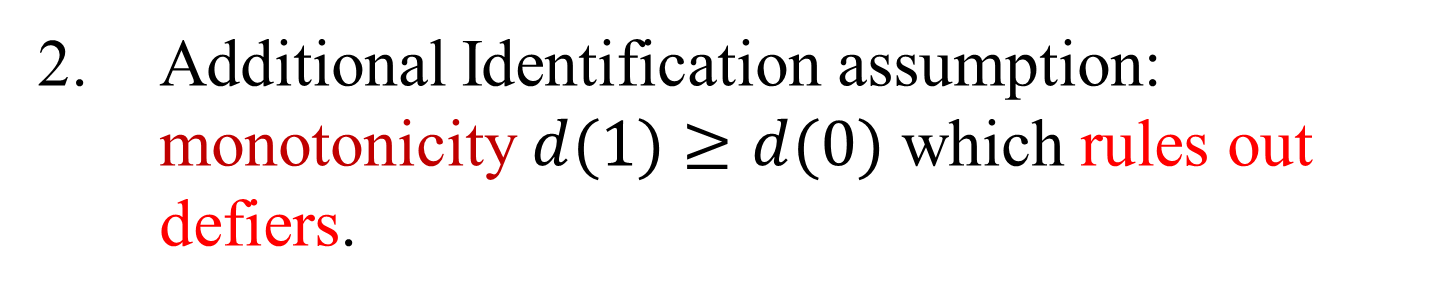 2. Additional Identification assumption:
monotonicity d(1) ≥ d(0) which rules out
defiers.